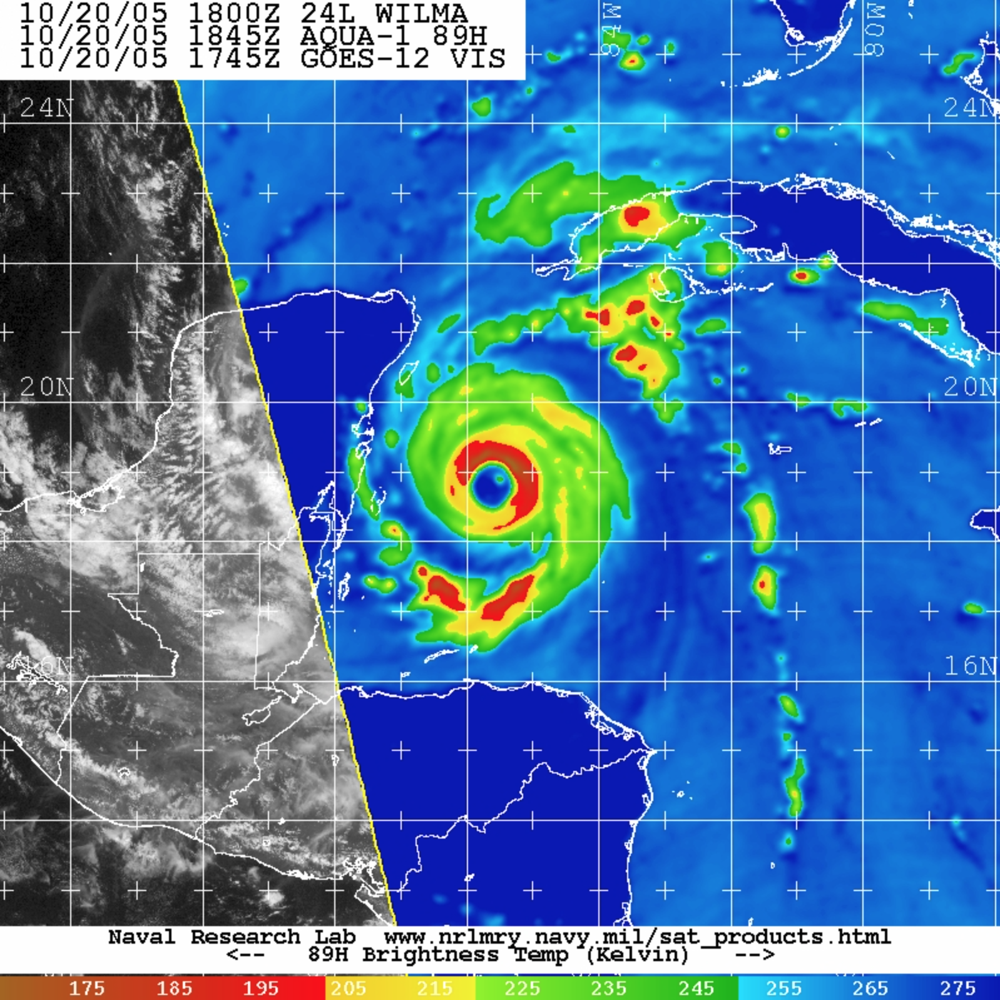 10/20/05 1800Z 24L WILMA
10/20/05 1845Z AQUA-1 89H
10/20/05 1745Z GOES-12 VIS
84W
80W
24N
24N
20N
20N
16N
16N
Naval Research Lab www.nrlmry.navy.mil/sat_products.html
<-- 89H Brightness Temp (Kelvin) -->
175 185 195 205 215 225 235 245 255 265 275